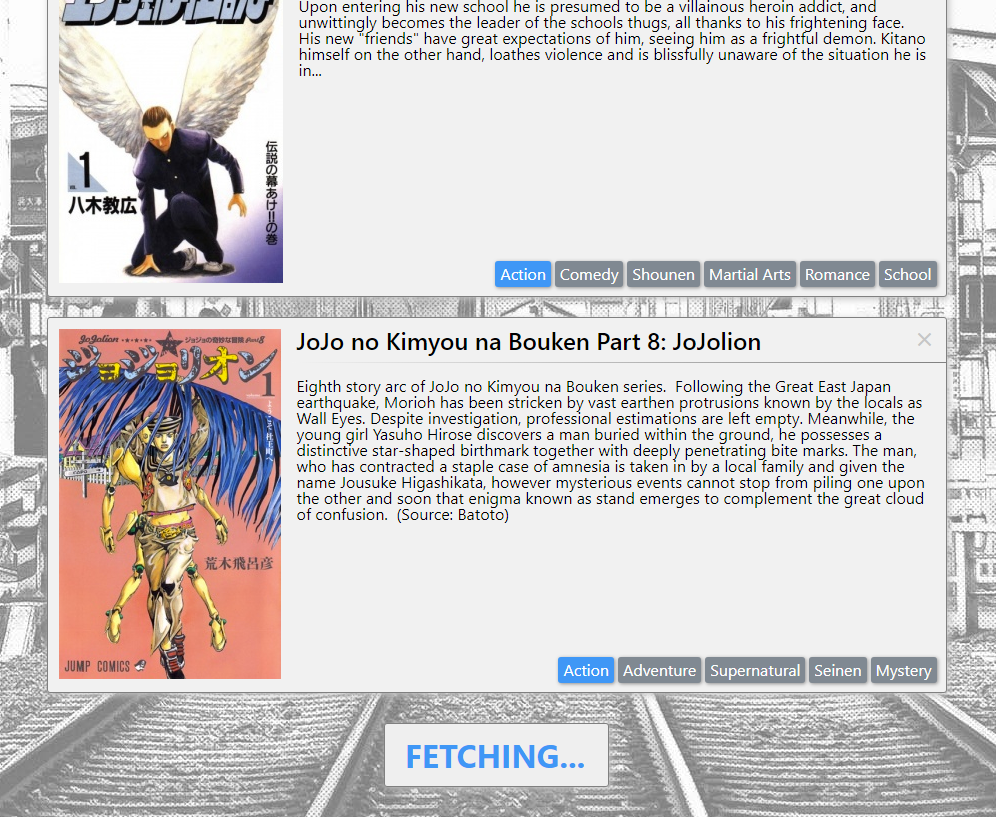 Upon entering his new school he is presumed to be a villainous heroin addict, and
unwittingly becomes the leader of the schools thugs, all thanks to his frightening face.
His new "friends" have great expectations of him, seeing him as a frightful demon. Kitano
himself on the other hand, loathes violence and is blissfully unaware of the situation he is
in...
1
八木教広
伝説の幕あけ!!の巻
Action Comedy Shounen Martial Arts Romance School
JoJo no Kimyou na Bouken Part 8: JoJolion
JoJolion
ジョジョの奇妙な冒険 Part8
ジョジョリオン
1
ようこそ 杜王町へ
荒木飛呂彦
JUMP COMICS
Eighth story arc of JoJo no Kimyou na Bouken series.  Following the Great East Japan
earthquake, Morioh has been stricken by vast earthen protrusions known by the locals as
Wall Eyes. Despite investigation, professional estimations are left empty. Meanwhile, the
young girl Yasuho Hirose discovers a man buried within the ground, he possesses a
distinctive star-shaped birthmark together with deeply penetrating bite marks. The man,
who has contracted a staple case of amnesia is taken in by a local family and given the
name Jousuke Higashikata, however mysterious events cannot stop from piling one upon
the other and soon that enigma known as stand emerges to complement the great cloud
of confusion.  (Source: Batoto)
Action Adventure Supernatural Seinen Mystery
FETCHING...